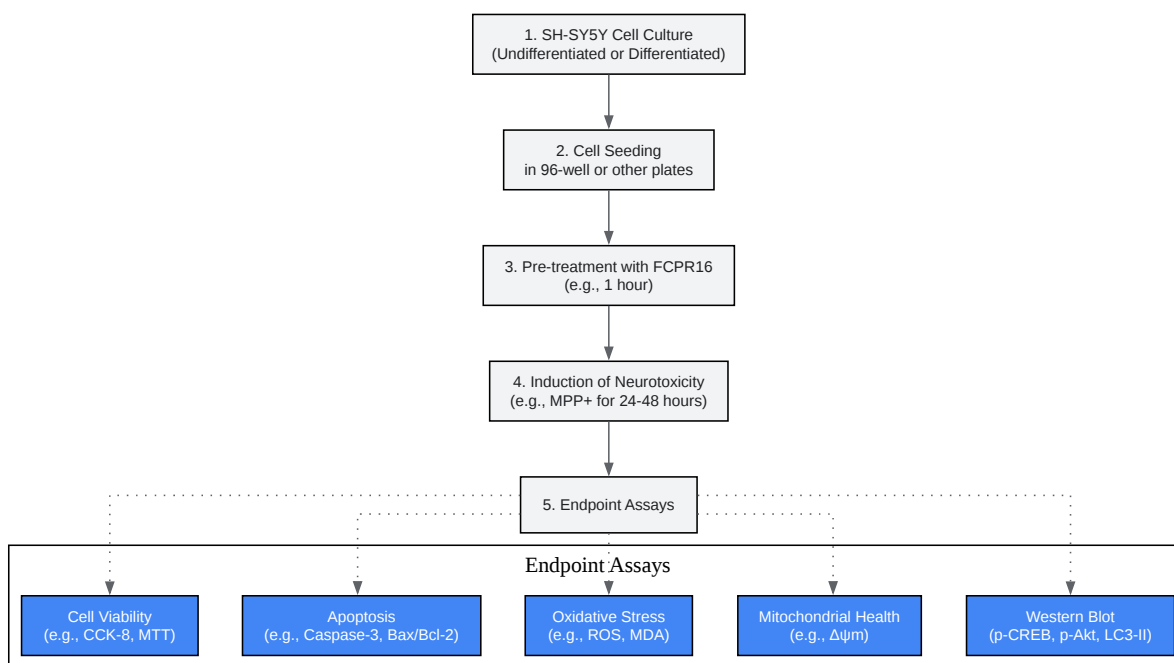 1. SH-SY5Y Cell Culture
(Undifferentiated or Differentiated)
2. Cell Seeding
in 96-well or other plates
3. Pre-treatment with FCPR16
(e.g., 1 hour)
4. Induction of Neurotoxicity
(e.g., MPP+ for 24-48 hours)
5. Endpoint Assays
Endpoint Assays
Cell Viability
(e.g., CCK-8, MTT)
Apoptosis
(e.g., Caspase-3, Bax/Bcl-2)
Oxidative Stress
(e.g., ROS, MDA)
Mitochondrial Health
(e.g., Δψm)
Western Blot
(p-CREB, p-Akt, LC3-II)